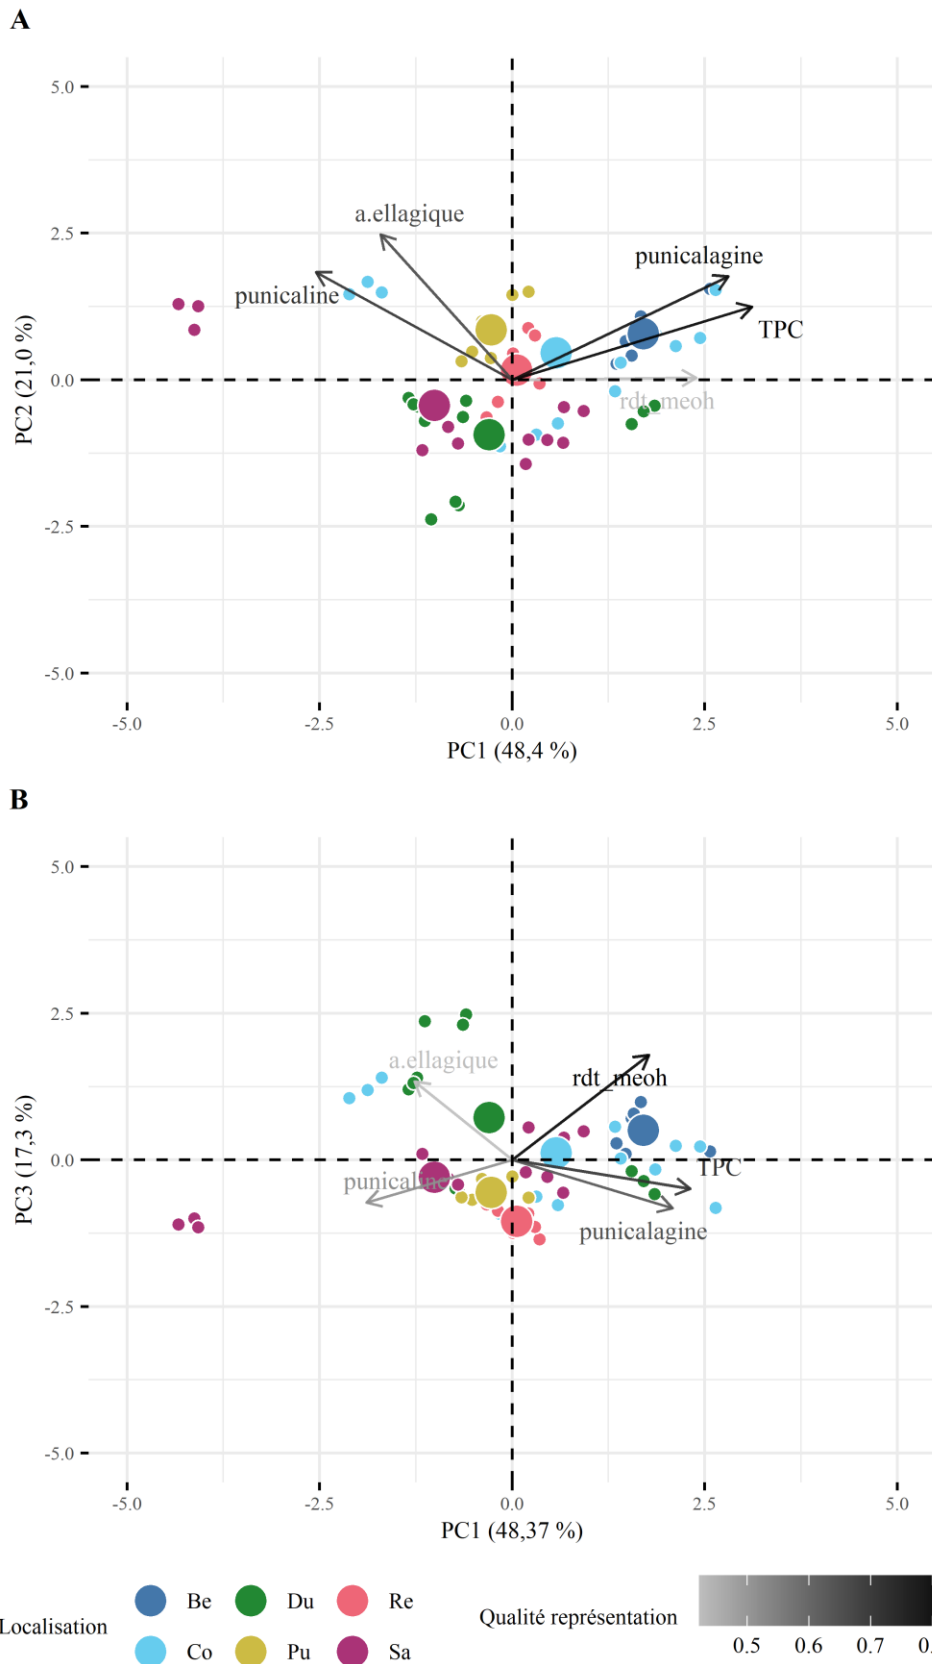 A
5.0
2.5
0.0
-2.5
-5.0
PC2 (21,0 %)
a.ellagique
punicaline
punicalagine
TPC
rdt_meoh
-5.0 -2.5 0.0 2.5 5.0
PC1 (48,4 %)
B
5.0
2.5
0.0
-2.5
-5.0
PC3 (17,3 %)
a.ellagique
rdt_meoh
punicaline
TPC
punicalagine
-5.0 -2.5 0.0 2.5 5.0
PC1 (48,37 %)
Localisation
Be Du Re
Co Pu Sa
Qualité représentation
0.5 0.6 0.7